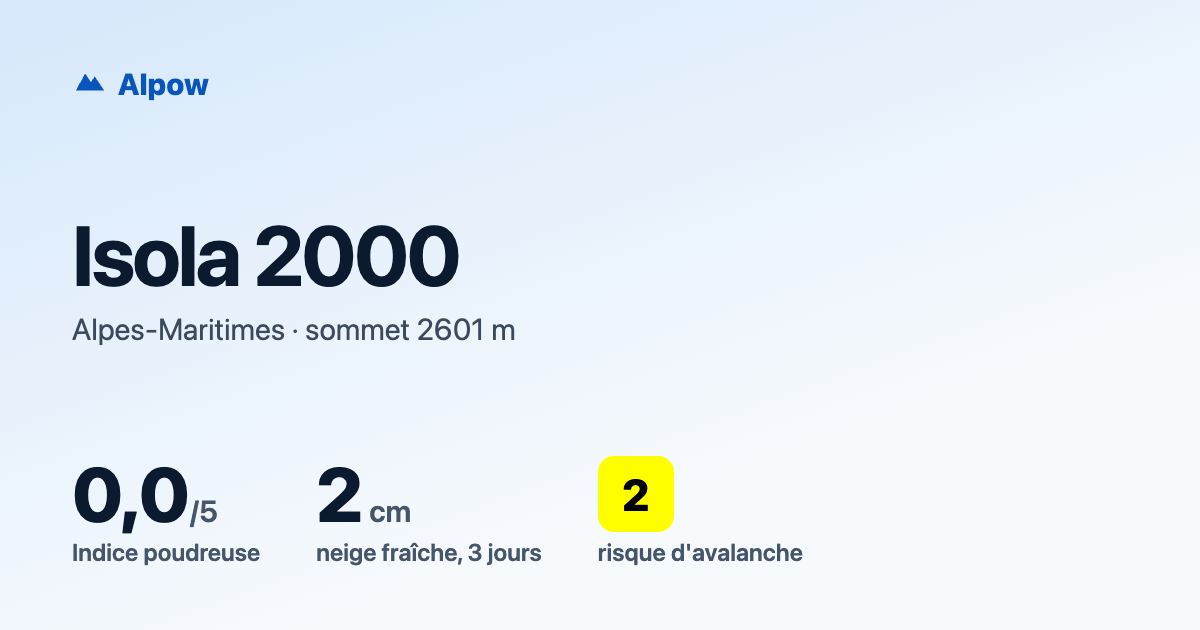 Alpow
Isola 2000
Alpes-Maritimes · sommet 2601 m
0,0/5
Indice poudreuse
2 cm
neige fraîche, 3 jours
2
risque d'avalanche